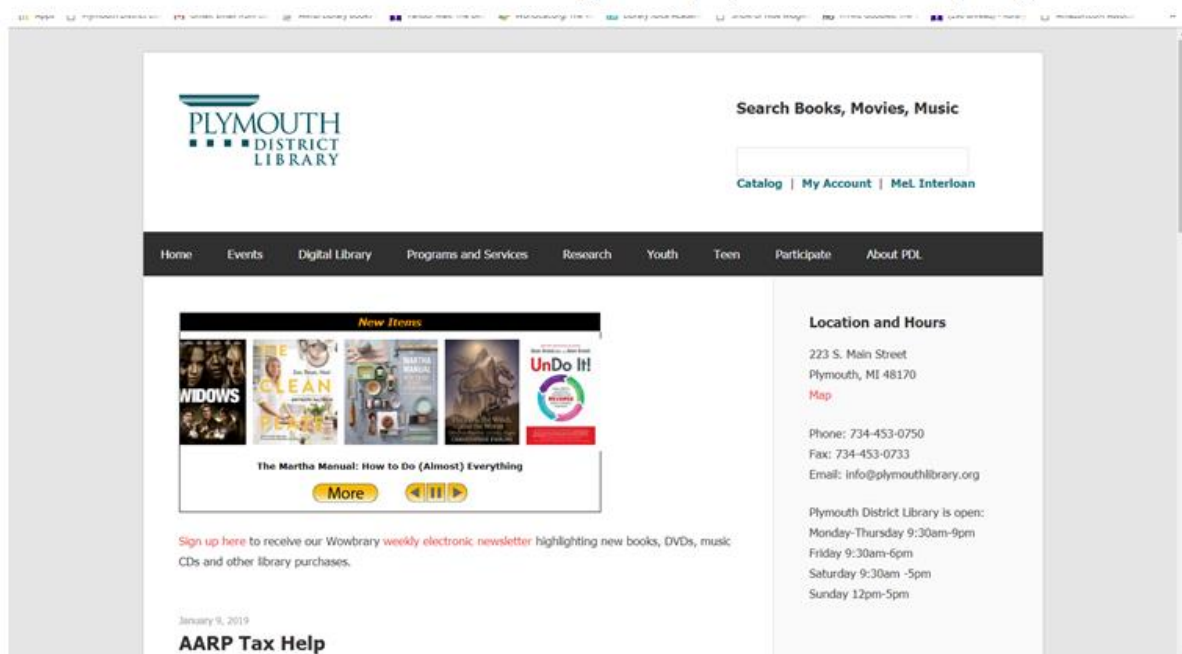 PLYMOUTH
DISTRICT
LIBRARY
Search Books, Movies, Music
Catalog | My Account | MeL Interloan
Home Events Digital Library Programs and Services Research Youth Teen Participate About PDL
New Items
WIDOWS
THE CLEAN PLATE
MARTHA MANUAL
UnDo It!
The Martha Manual: How to Do (Almost) Everything
More
Sign up here to receive our Wowbrary weekly electronic newsletter highlighting new books, DVDs, music
CDs and other library purchases.
January 9, 2019
AARP Tax Help
Location and Hours
223 S. Main Street
Plymouth, MI 48170
Map
Phone: 734-453-0750
Fax: 734-453-0733
Email: info@plymouthlibrary.org
Plymouth District Library is open:
Monday-Thursday 9:30am-9pm
Friday 9:30am-6pm
Saturday 9:30am -5pm
Sunday 12pm-5pm